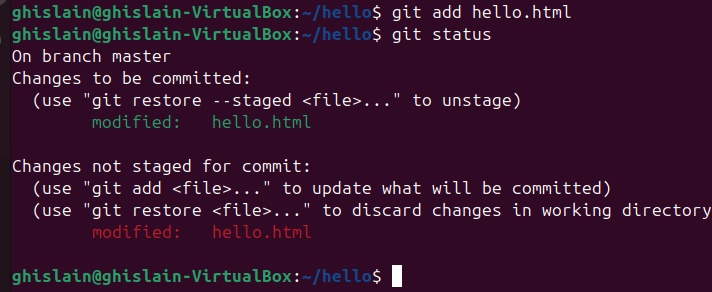 ghislain@ghislain-VirtualBox:~/hello$ git add hello.html
ghislain@ghislain-VirtualBox:~/hello$ git status
On branch master
Changes to be committed:
  (use "git restore --staged <file>..." to unstage)
        modified:   hello.html

Changes not staged for commit:
  (use "git add <file>..." to update what will be committed)
  (use "git restore <file>..." to discard changes in working directory
        modified:   hello.html

ghislain@ghislain-VirtualBox:~/hello$